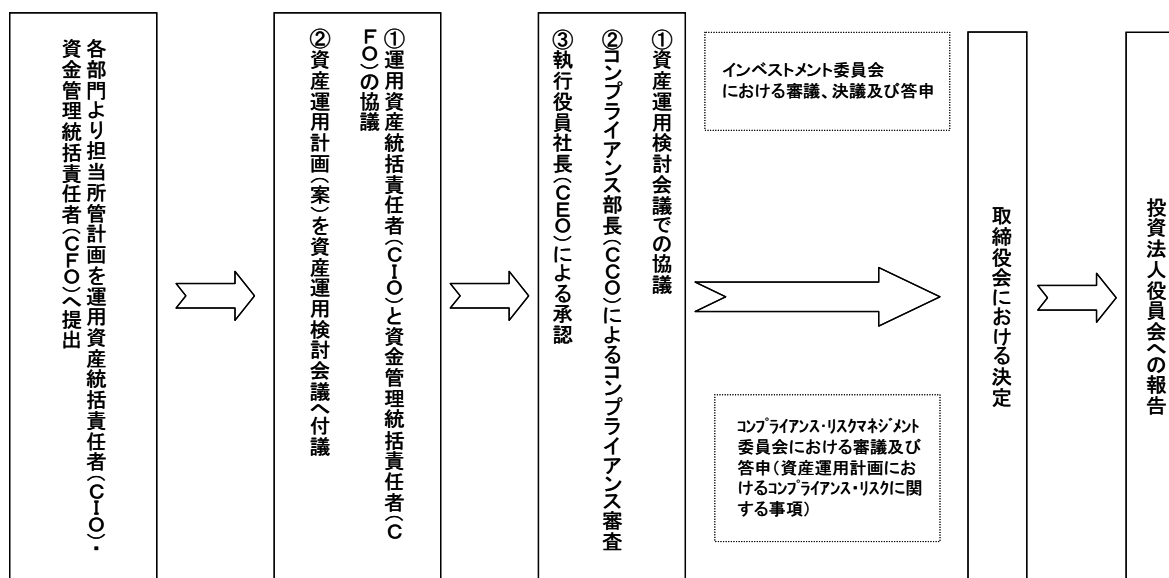 各部門より担当所管計画を運用資産統括責任者(CIO)・
資金管理統括責任者(CFO)へ提出
①運用資産統括責任者(CIO)と資金管理統括責任者(C
FO)の協議
②資産運用計画(案)を資産運用検討会議へ付議
①資産運用検討会議での協議
②コンプライアンス部長(CCO)によるコンプライアンス審査
③執行役員社長(CEO)による承認
インベストメント委員会
における審議、決議及び答申
コンプライアンス・リスクマネジメント
委員会における審議及び
答申(資産運用計画にお
けるコンプライアンス・リスクに関
する事項)
取締役会における決定
投資法人役員会への報告